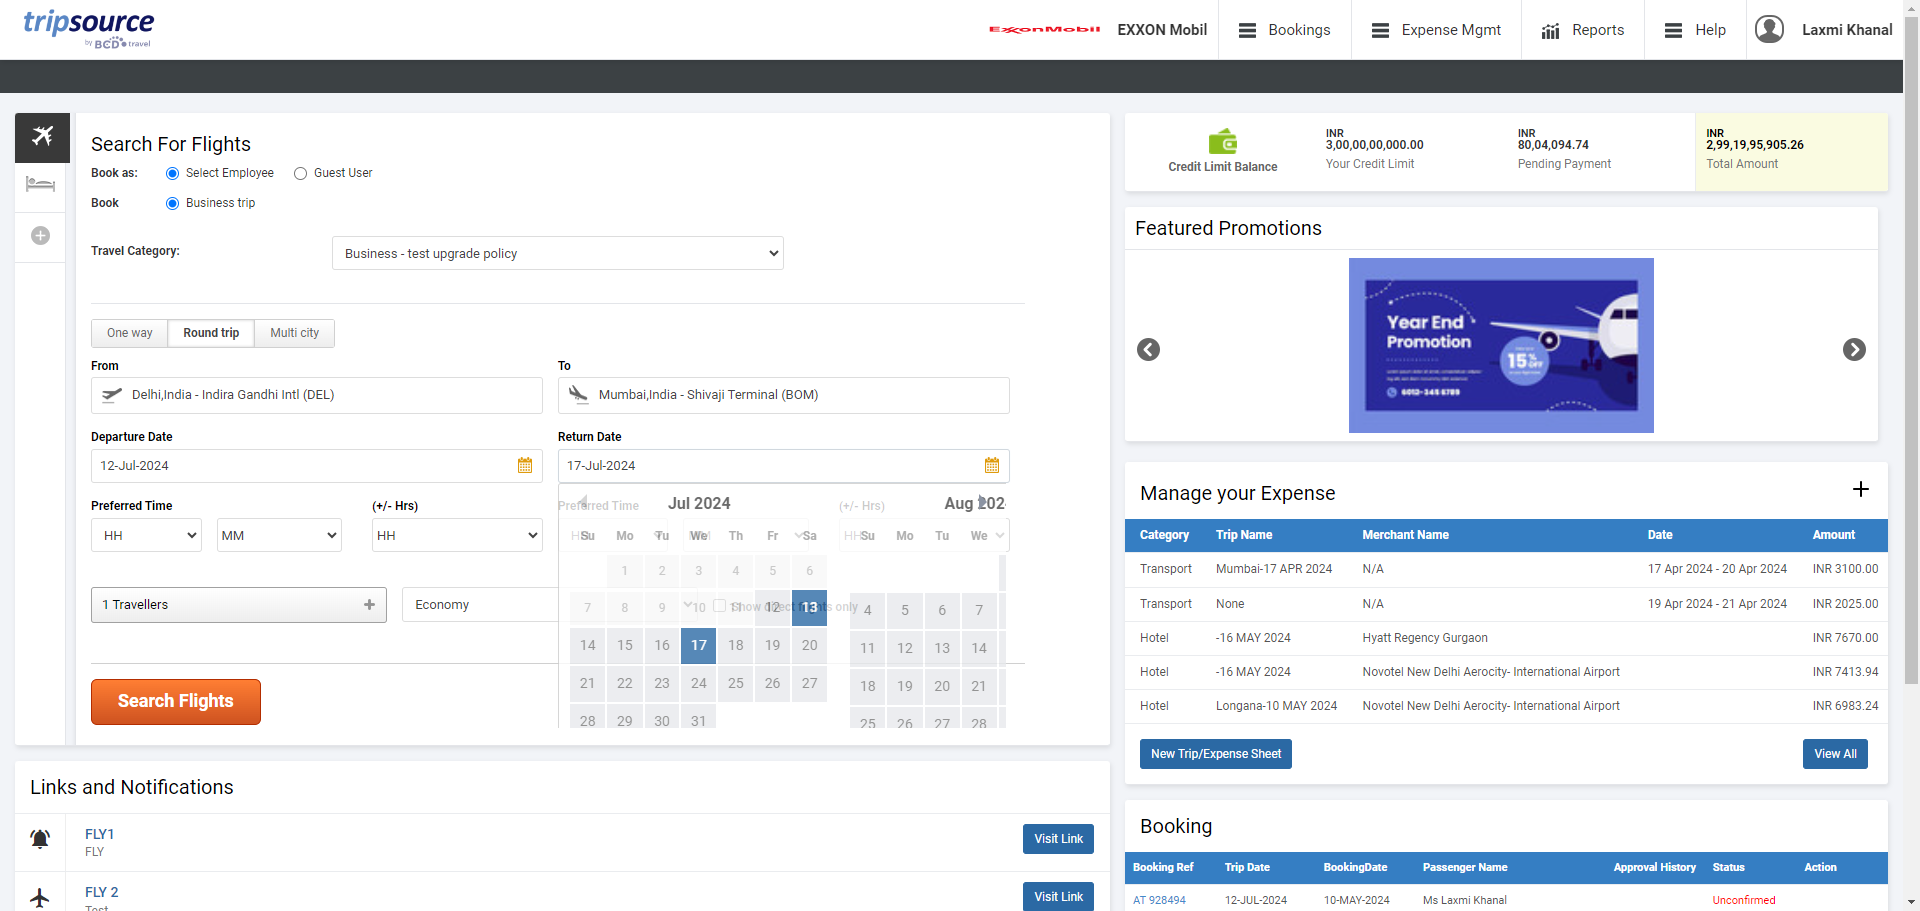 tripsource
by BCD travel
ExxonMobil
EXXON Mobil
Bookings
Expense Mgmt
Reports
Help
Laxmi Khanal
Search For Flights
Book as:
Select Employee
Guest User
Book
Business trip
Travel Category:
Business - test upgrade policy
One way
Round trip
Multi city
From
To
Delhi,India - Indira Gandhi Intl (DEL)
Mumbai,India - Shivaji Terminal (BOM)
Departure Date
Return Date
12-Jul-2024
17-Jul-2024
Preferred Time
(+/- Hrs)
HH
MM
HH
Preferred Time
(+/- Hrs)
Jul 2024
Aug 202
Su Mo Tu We Th Fr Sa
1 2 3 4 5 6
7 8 9 10 11 12 13
14 15 16 17 18 19 20
21 22 23 24 25 26 27
28 29 30 31
Su Mo Tu We
4 5 6 7
11 12 13 14
18 19 20 21
25 26 27 28
1 Travellers
Economy
Show direct flights only
Search Flights
Links and Notifications
FLY1
FLY
Visit Link
FLY 2
Test
Visit Link
Credit Limit Balance
INR
3,00,00,00,000.00
Your Credit Limit
INR
80,04,094.74
Pending Payment
INR
2,99,19,95,905.26
Total Amount
Featured Promotions
Year End
Promotion
15%
OFF
6012-345 6789
Manage your Expense
Category Trip Name Merchant Name Date Amount
Transport Mumbai-17 APR 2024 N/A 17 Apr 2024 - 20 Apr 2024 INR 3100.00
Transport None N/A 19 Apr 2024 - 21 Apr 2024 INR 2025.00
Hotel -16 MAY 2024 Hyatt Regency Gurgaon INR 7670.00
Hotel -16 MAY 2024 Novotel New Delhi Aerocity- International Airport INR 7413.94
Hotel Longana-10 MAY 2024 Novotel New Delhi Aerocity- International Airport INR 6983.24
New Trip/Expense Sheet
View All
Booking
Booking Ref Trip Date BookingDate Passenger Name Approval History Status Action
AT 928494 12-JUL-2024 10-MAY-2024 Ms Laxmi Khanal Unconfirmed